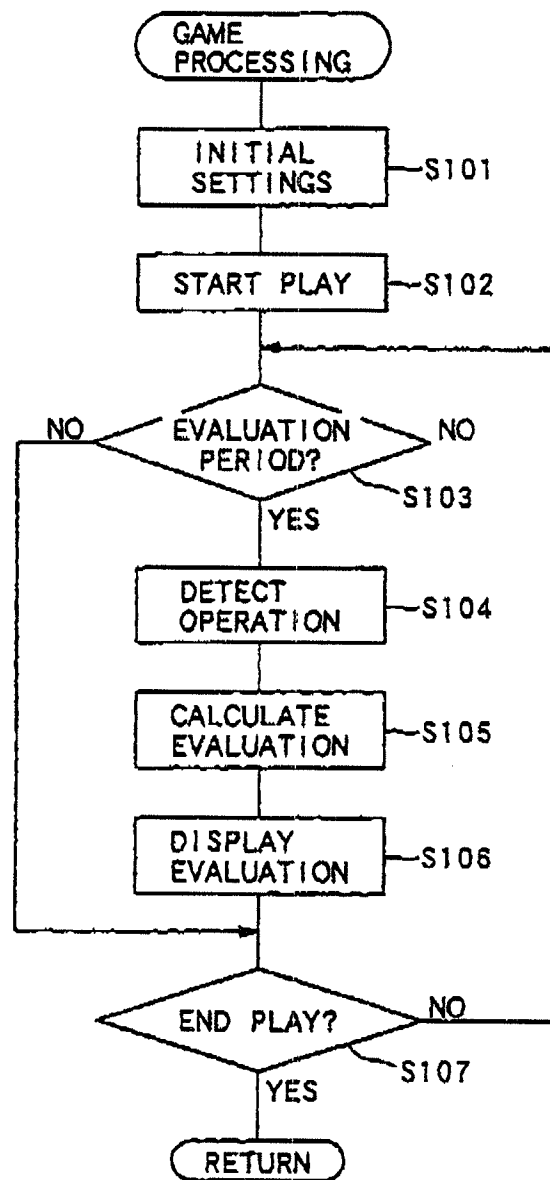 GAME
PROCESSING
INITIAL
SETTINGS
S101
START PLAY
S102
NO
EVALUATION
PERIOD?
NO
S103
YES
DETECT
OPERATION
S104
CALCULATE
EVALUATION
S105
DISPLAY
EVALUATION
S106
END PLAY?
NO
S107
YES
RETURN